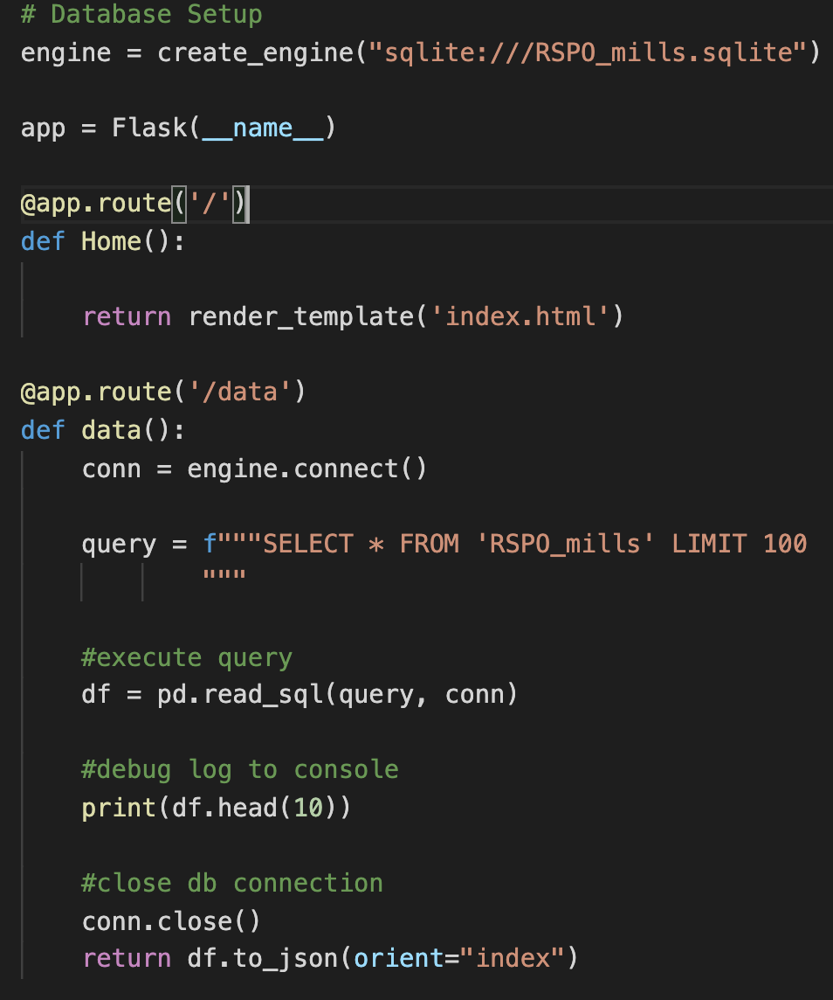 # Database Setup
engine = create_engine("sqlite:///RSPO_mills.sqlite")
app = Flask(__name__)
@app.route('/')
def Home():
return render_template('index.html')
@app.route('/data')
def data():
conn = engine.connect()
query = f"""SELECT * FROM 'RSPO_mills' LIMIT 100
"""
#execute query
df = pd.read_sql(query, conn)
#debug log to console
print(df.head(10))
#close db connection
conn.close()
return df.to_json(orient="index")